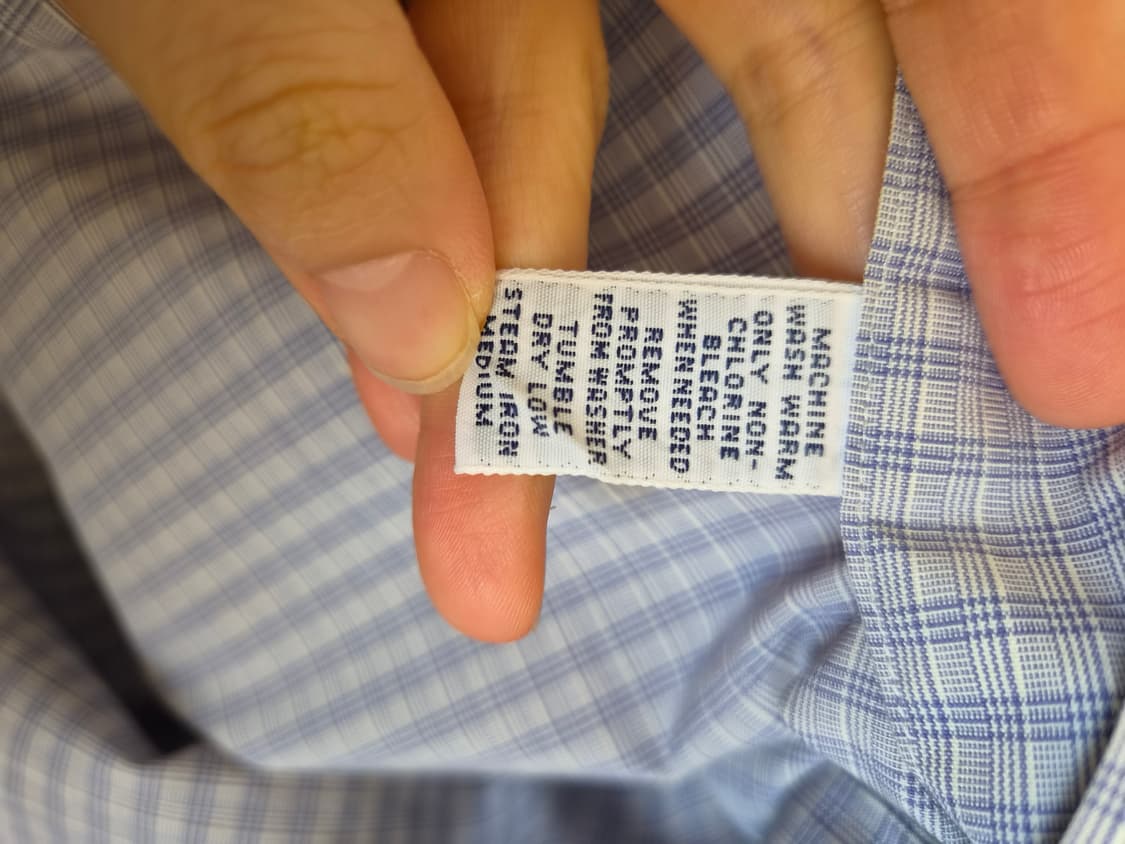 MACHINE
WASH WARM
ONLY NON-
CHLORINE
BLEACH
WHEN NEEDED
REMOVE
PROMPTLY
FROM WASHER
TUMBLE
DRY LOW
STEAM IRON
MEDIUM